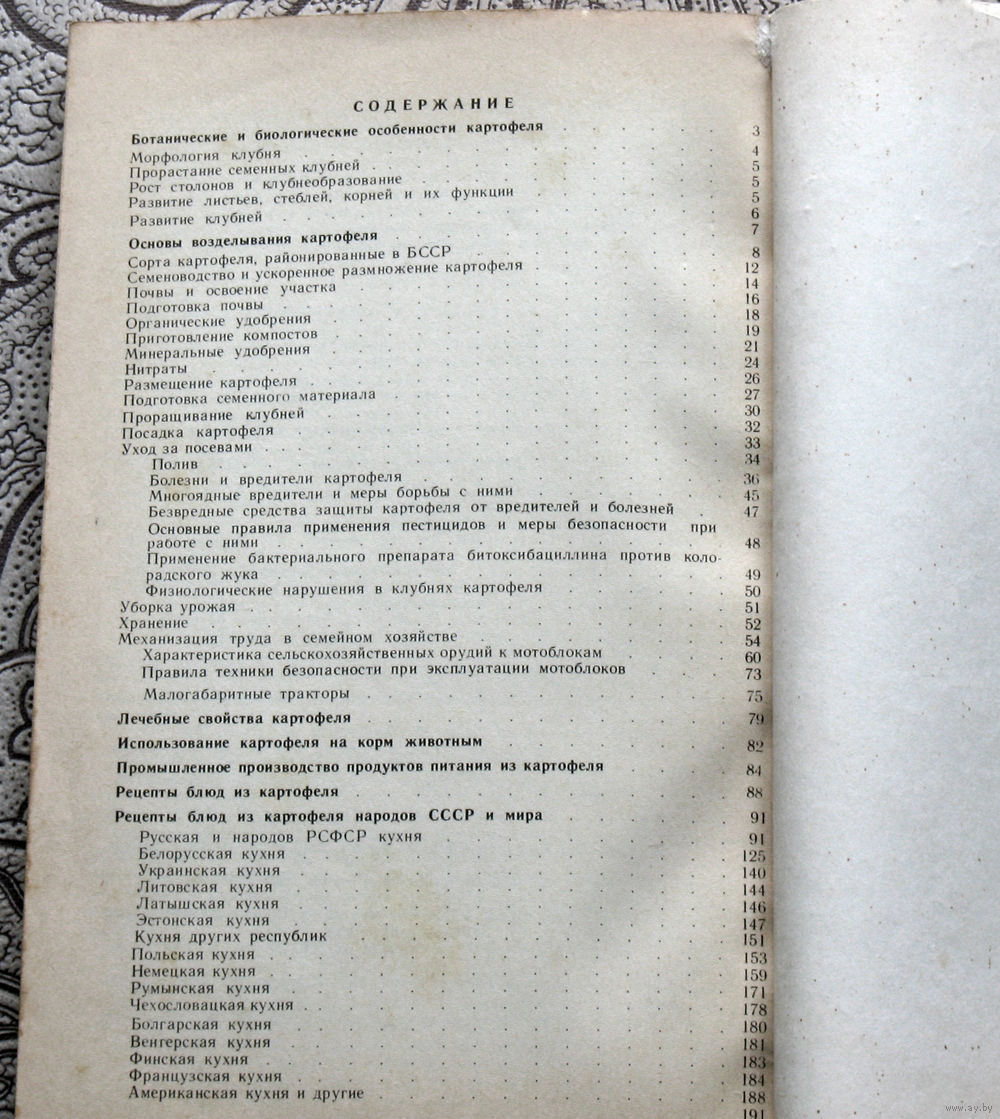 СОДЕРЖАНИЕ
Ботанические и биологические особенности картофеля . . . . . . 3
Морфология клубня . . . . . . 4
Прорастание семенных клубней . . . . . . 5
Рост столонов и клубнеобразование . . . . . . 5
Развитие листьев, стеблей, корней и их функции . . . . . . 5
Развитие клубней . . . . . . 6
Основы возделывания картофеля . . . . . . 7
Сорта картофеля, районированные в БССР . . . . . . 8
Семеноводство и ускоренное размножение картофеля . . . . . . 12
Почвы и освоение участка . . . . . . 14
Подготовка почвы . . . . . . 16
Органические удобрения . . . . . . 18
Приготовление компостов . . . . . . 19
Минеральные удобрения . . . . . . 21
Нитраты . . . . . . 24
Размещение картофеля . . . . . . 26
Подготовка семенного материала . . . . . . 27
Проращивание клубней . . . . . . 30
Посадка картофеля . . . . . . 32
Уход за посевами . . . . . . 33
Полив . . . . . . 34
Болезни и вредители картофеля . . . . . . 36
Многоядные вредители и меры борьбы с ними . . . . . . 45
Безвредные средства защиты картофеля от вредителей и болезней . 47
Основные правила применения пестицидов и меры безопасности при
работе с ними . . . . . . 48
Применение бактериального препарата битоксибациллина против коло-
радского жука . . . . . . 49
Физиологические нарушения в клубнях картофеля . . . . . . 50
Уборка урожая . . . . . . 51
Хранение . . . . . . 52
Механизация труда в семейном хозяйстве . . . . . . 54
Характеристика сельскохозяйственных орудий к мотоблокам . . . . 60
Правила техники безопасности при эксплуатации мотоблоков . . . 73
Малогабаритные тракторы . . . . . . 75
Лечебные свойства картофеля . . . . . . 79
Использование картофеля на корм животным . . . . . . 82
Промышленное производство продуктов питания из картофеля . . . . 84
Рецепты блюд из картофеля . . . . . . 88
Рецепты блюд из картофеля народов СССР и мира . . . . . . 91
Русская и народов РСФСР кухня . . . . . . 91
Белорусская кухня . . . . . . 125
Украинская кухня . . . . . . 140
Литовская кухня . . . . . . 144
Латышская кухня . . . . . . 146
Эстонская кухня . . . . . . 147
Кухня других республик . . . . . . 151
Польская кухня . . . . . . 153
Немецкая кухня . . . . . . 159
Румынская кухня . . . . . . 171
Чехословацкая кухня . . . . . . 178
Болгарская кухня . . . . . . 180
Венгерская кухня . . . . . . 181
Финская кухня . . . . . . 183
Французская кухня . . . . . . 184
Американская кухня и другие . . . . . . 188
191
www.ay.by